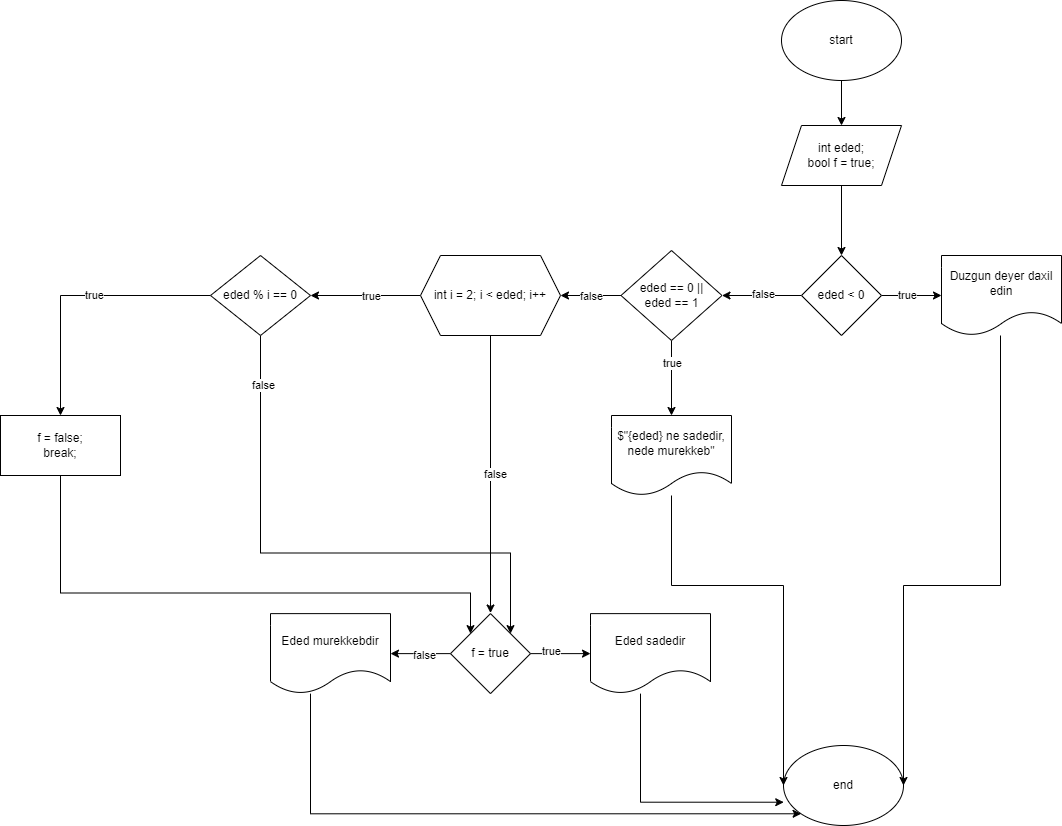 start
int eded;
bool f = true;
eded < 0
true
Duzgun deyer daxil
edin
false
eded == 0 ||
eded == 1
true
$"{eded} ne sadedir,
nede murekkeb"
false
int i = 2; i < eded; i++
true
eded % i == 0
true
f = false;
break;
false
false
f = true
false
Eded murekkebdir
true
Eded sadedir
end